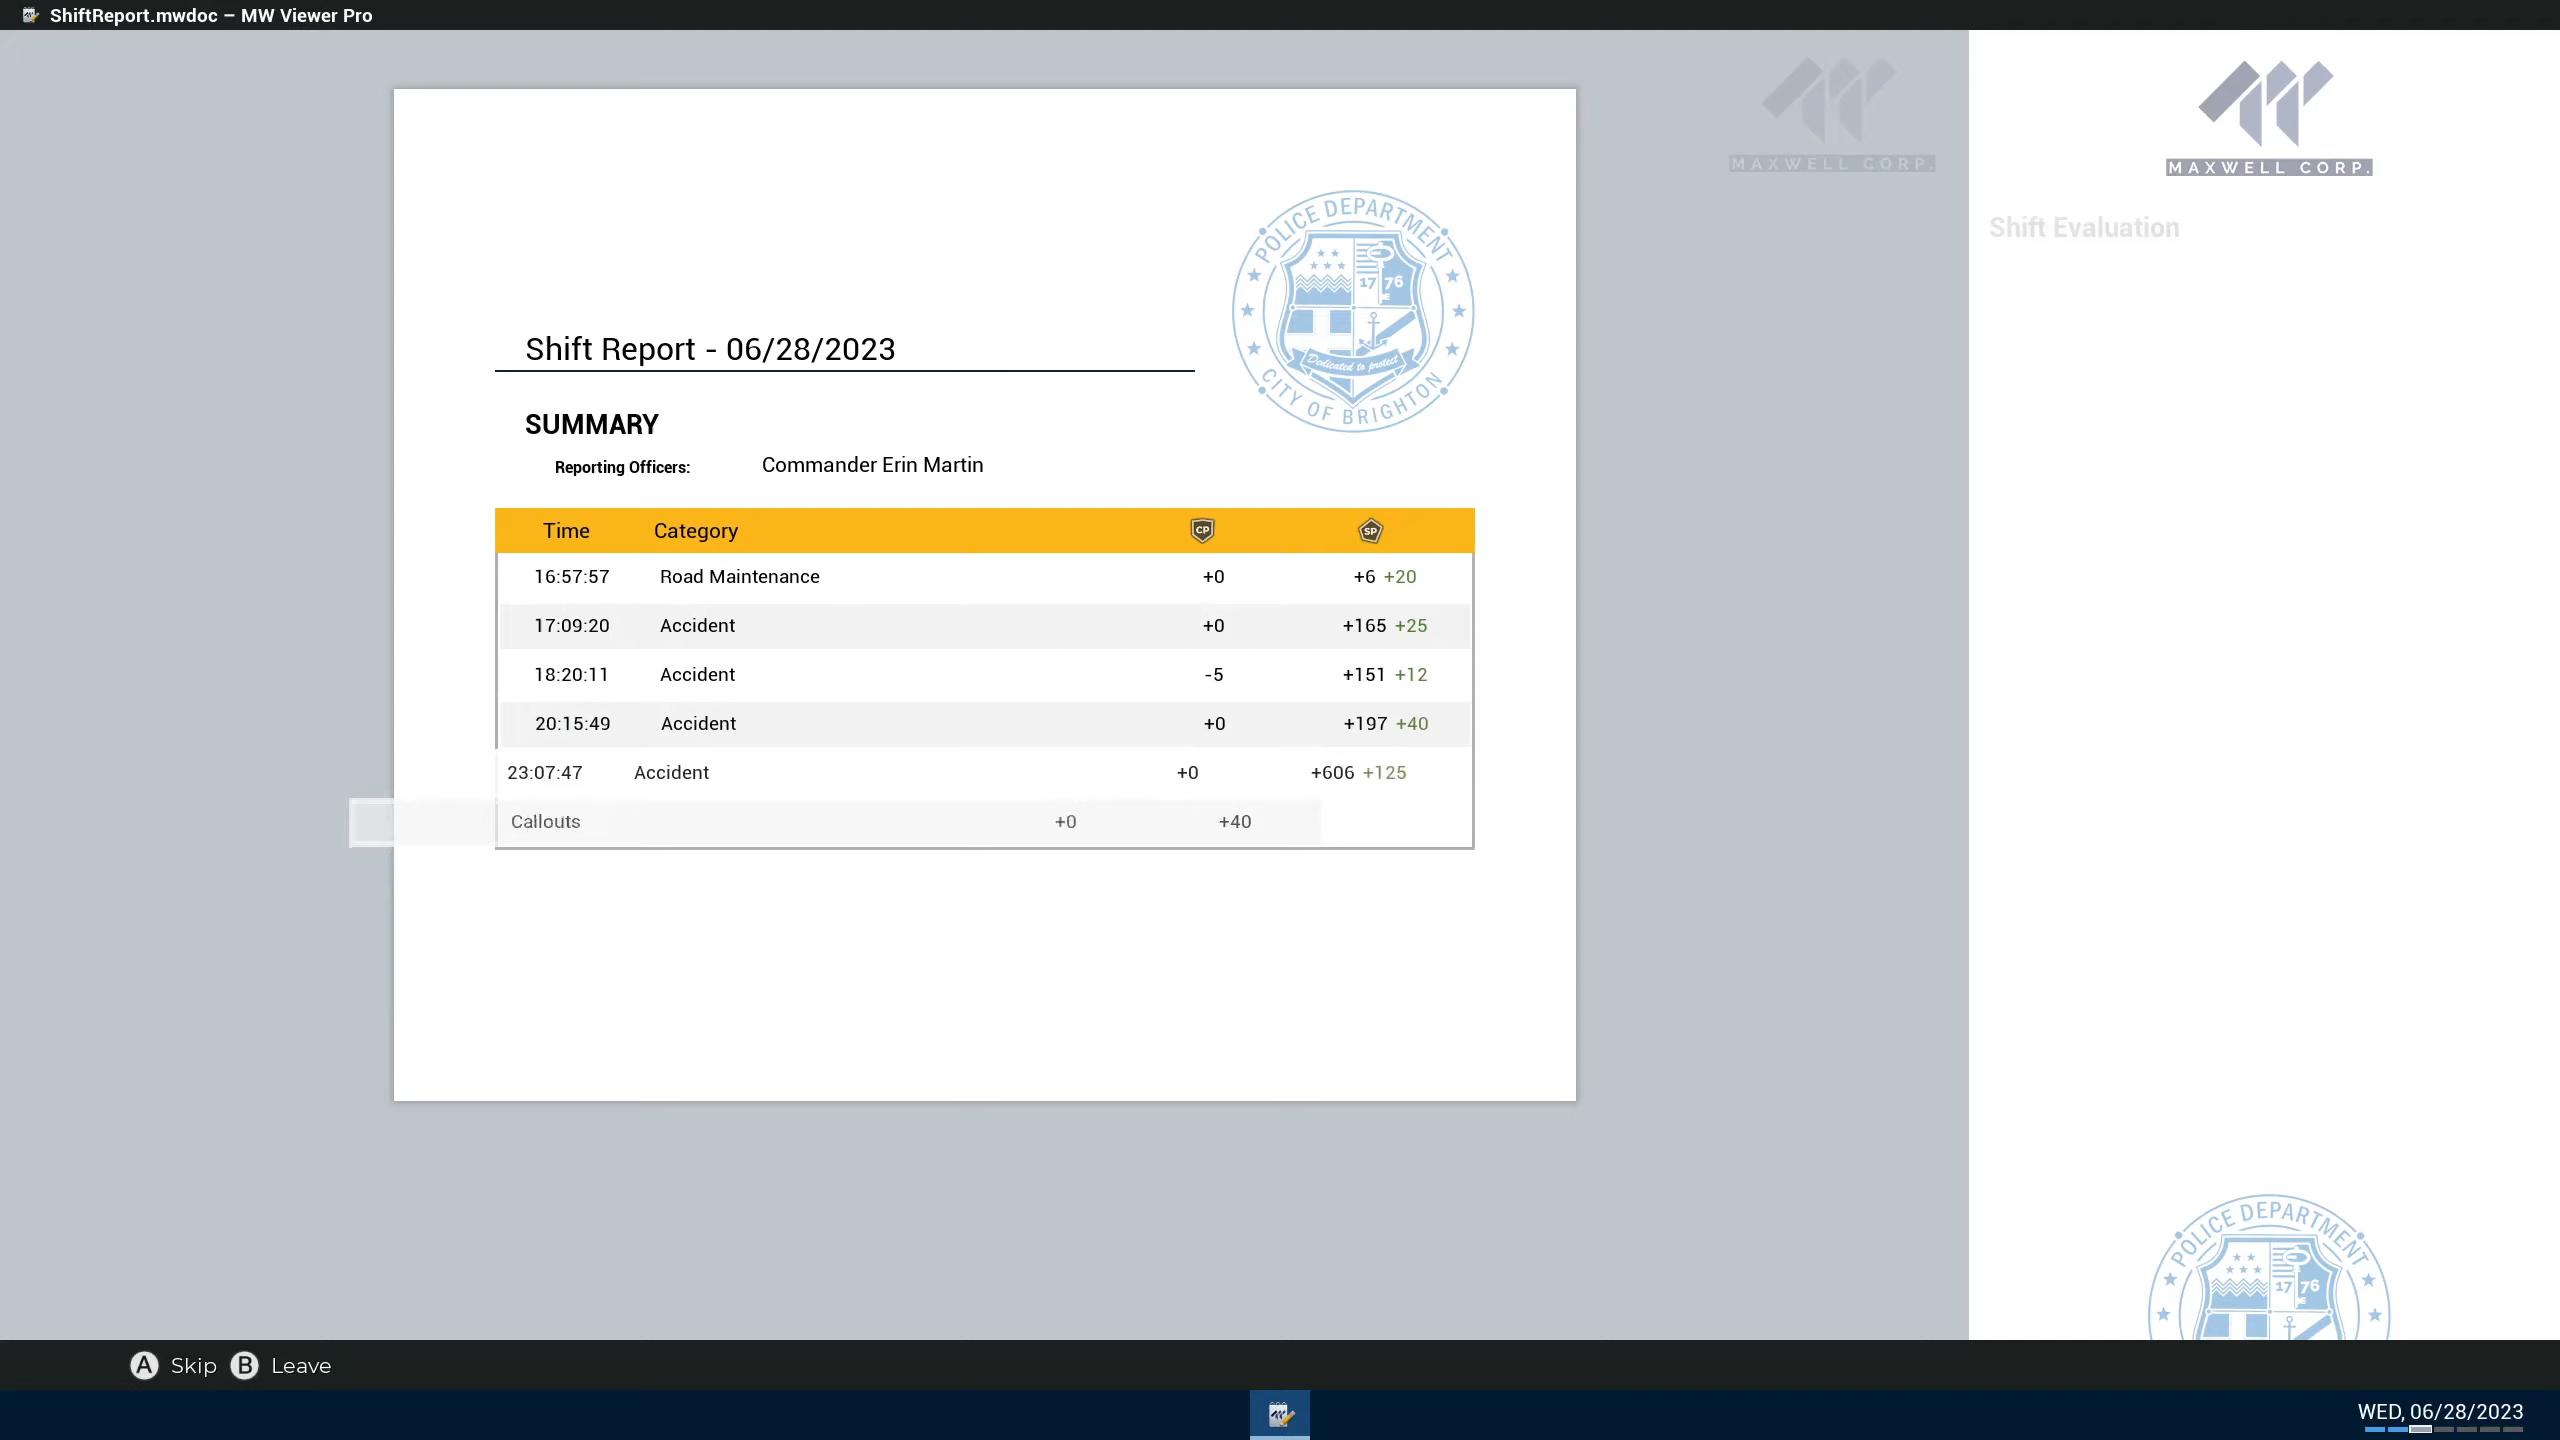 ShiftReport.mwdoc – MW Viewer Pro
MAXWELL CORP.
MAXWELL CORP.
Shift Evaluation
POLICE DEPARTMENT
17 76
Dedicated to protect
CITY OF BRIGHTON
Shift Report - 06/28/2023
SUMMARY
Reporting Officers: Commander Erin Martin
Time Category CP SP
16:57:57 Road Maintenance +0 +6 +20
17:09:20 Accident +0 +165 +25
18:20:11 Accident -5 +151 +12
20:15:49 Accident +0 +197 +40
23:07:47 Accident +0 +606 +125
Callouts +0 +40
POLICE DEPARTMENT
17 76
A Skip B Leave
WED, 06/28/2023